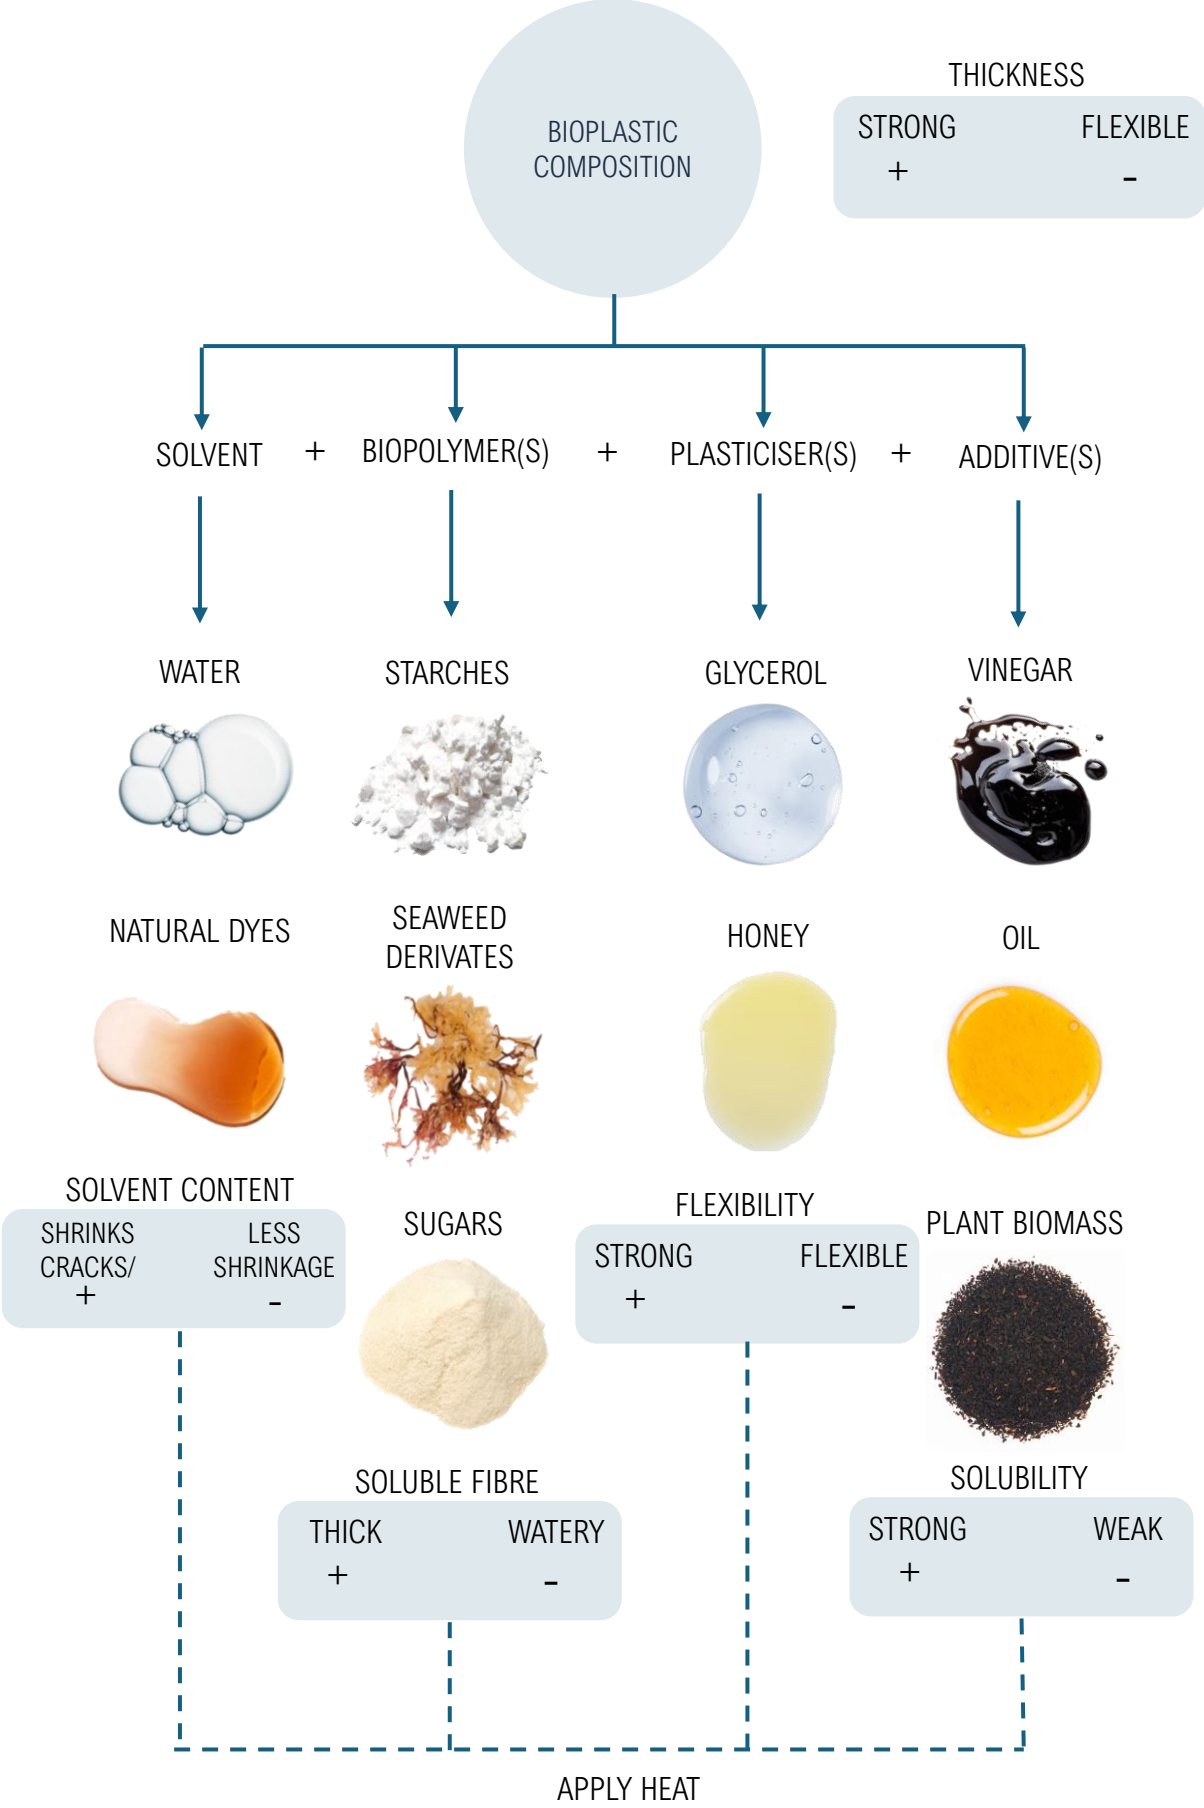 BIOPLASTIC
COMPOSITION
THICKNESS
STRONG FLEXIBLE
+ -
SOLVENT + BIOPOLYMER(S) + PLASTICISER(S) + ADDITIVE(S)
WATER STARCHES GLYCEROL VINEGAR
NATURAL DYES
SEAWEED
DERIVATES
HONEY
OIL
SOLVENT CONTENT
SHRINKS LESS
CRACKS/ SHRINKAGE
+ -
SUGARS
FLEXIBILITY
STRONG FLEXIBLE
+ -
PLANT BIOMASS
SOLUBLE FIBRE
THICK WATERY
+ -
SOLUBILITY
STRONG WEAK
+ -
APPLY HEAT